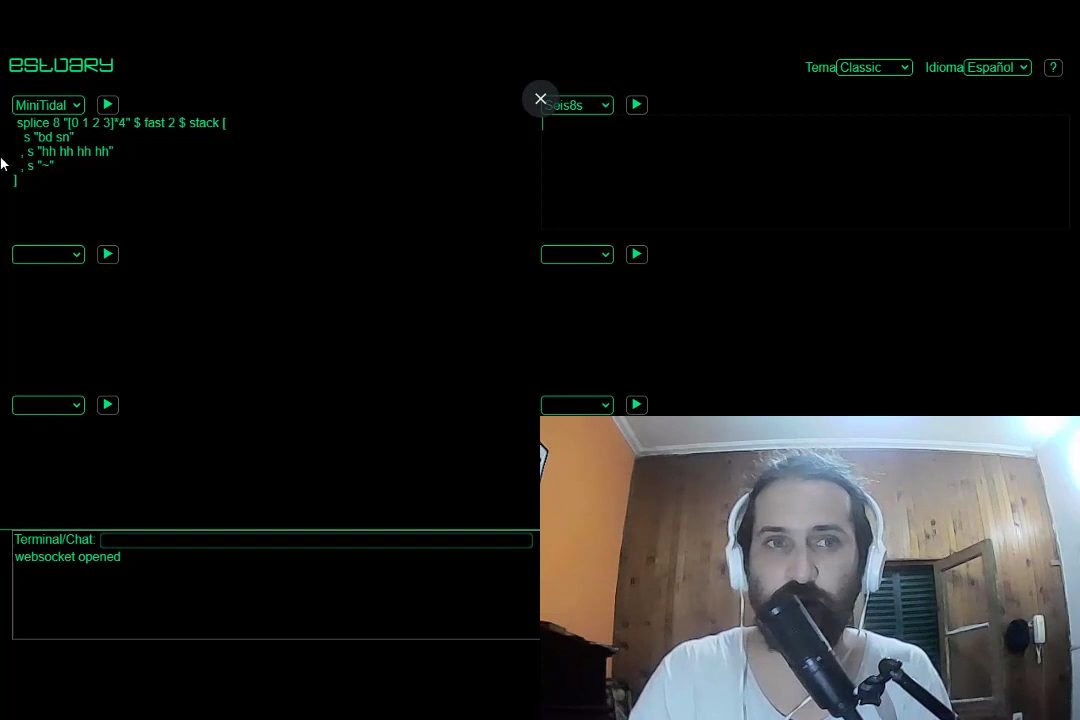 estuary
Tema Classic Idioma Español ?
MiniTidal
splice 8 "[0 1 2 3]*4" $ fast 2 $ stack [
s "bd sn"
, s "hh hh hh hh"
, s "~"
]
Seis8s
Terminal/Chat:
websocket opened